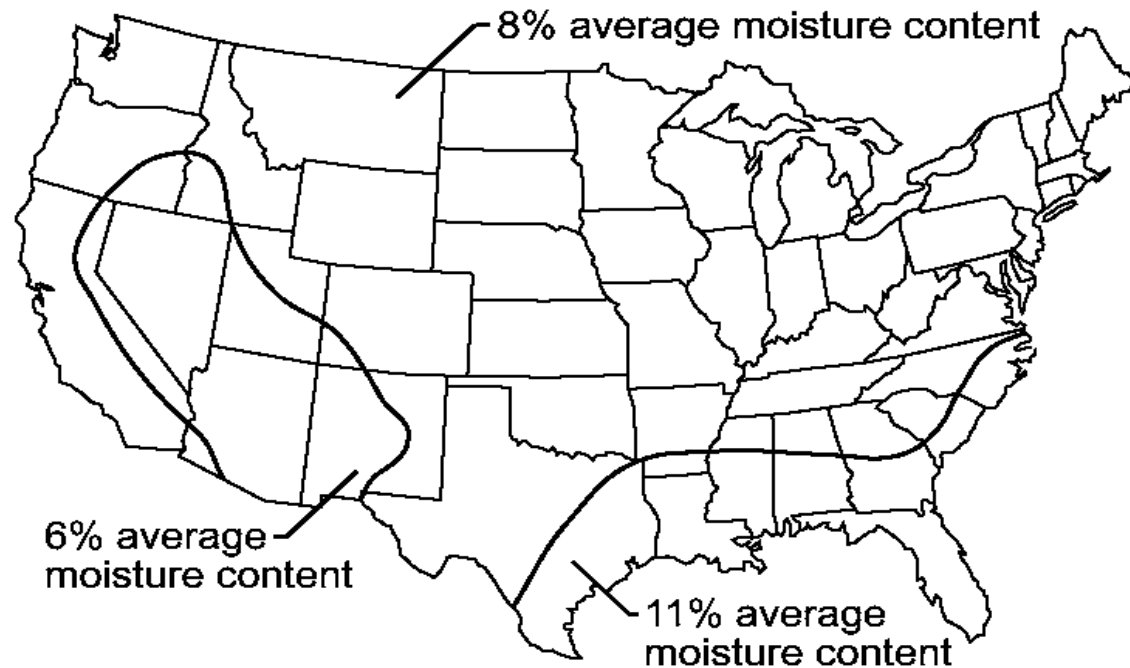 8% average moisture content
6% average
moisture content
11% average
moisture content